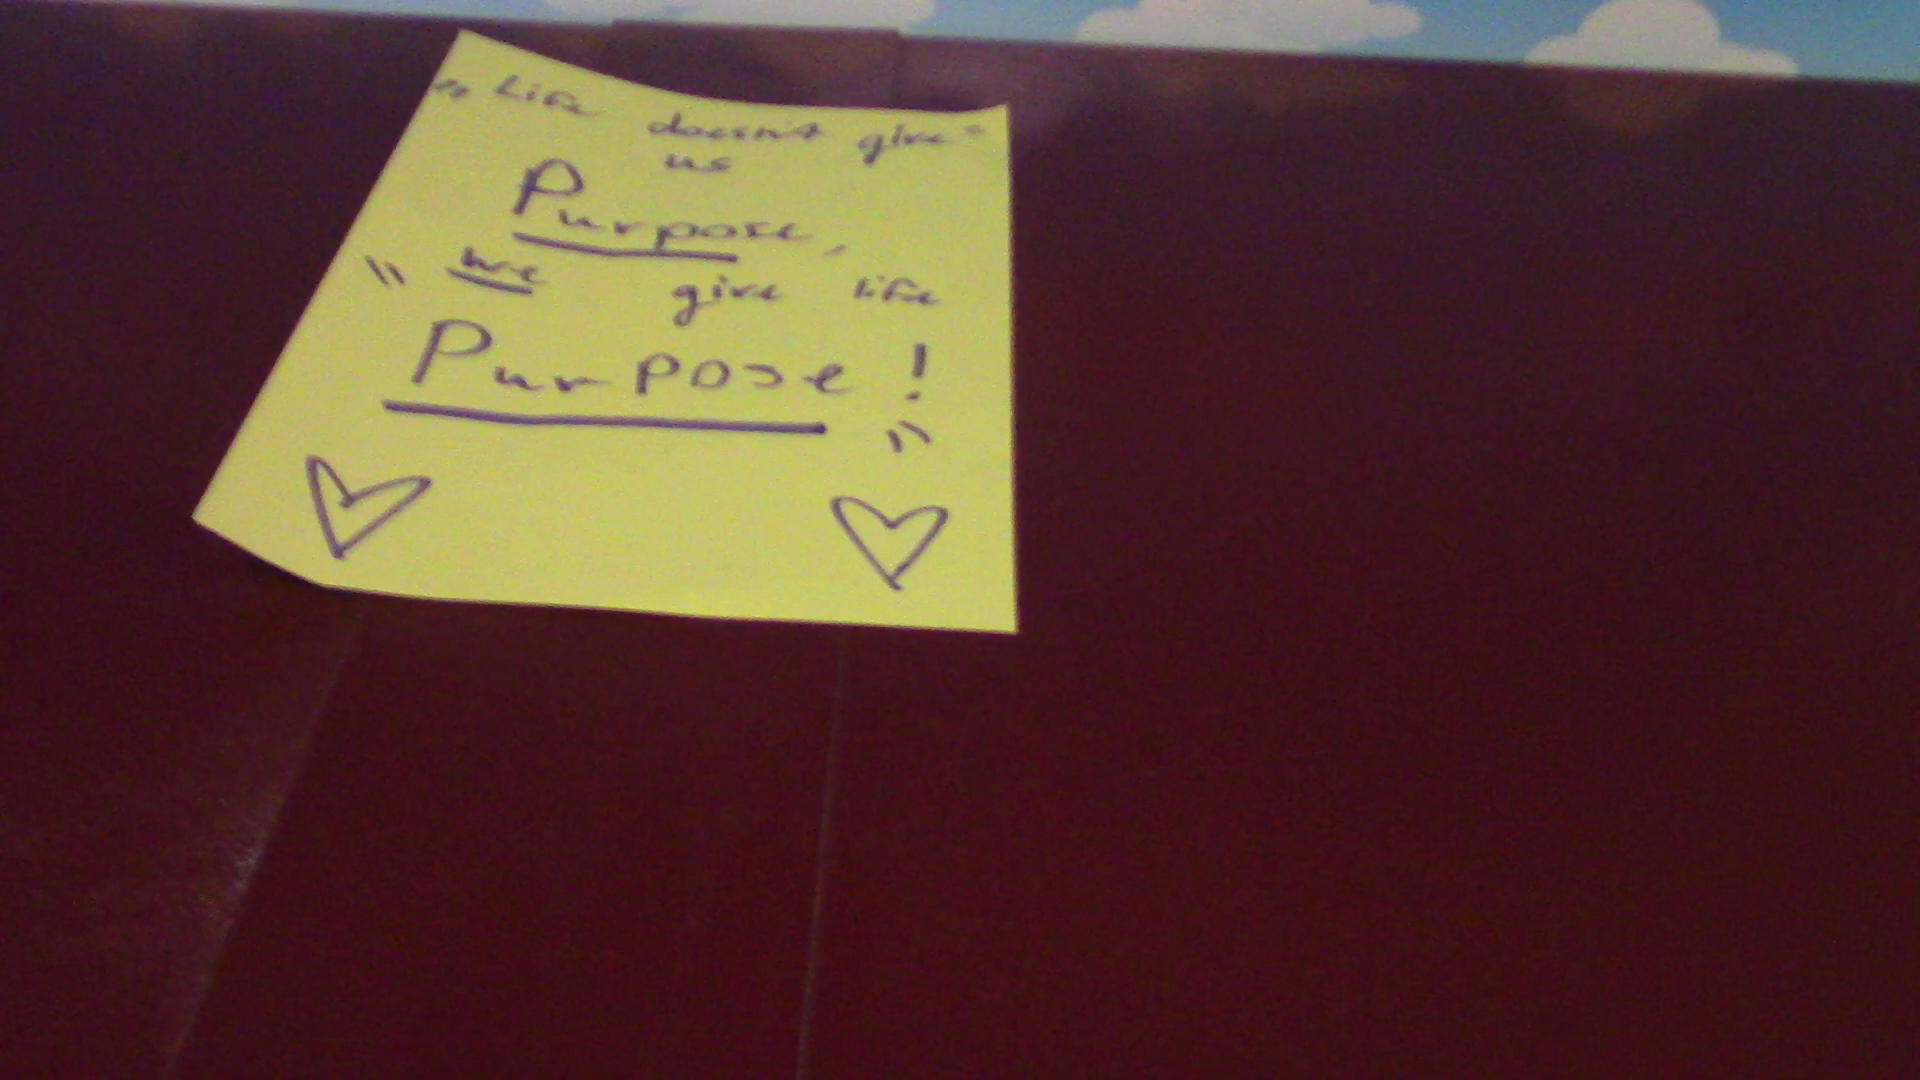 "Life doesn't give"
us
Purpose,
"we give life
Purpose!
"